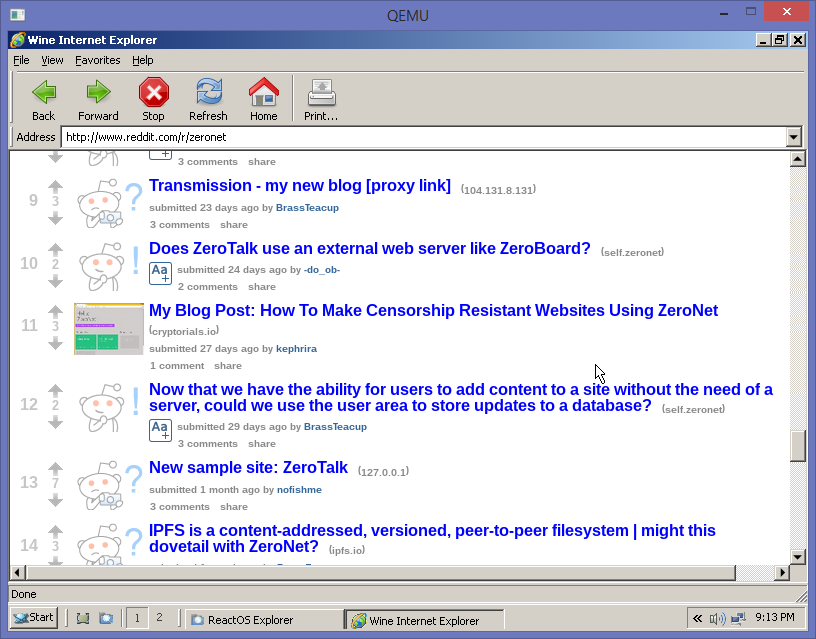 QEMU
Wine Internet Explorer
File View Favorites Help
Back Forward Stop Refresh Home Print...
Address http://www.reddit.com/r/zeronet
3 comments share
9 3 Transmission - my new blog [proxy link] (104.131.8.131)
submitted 23 days ago by BrassTeacup
3 comments share
10 2 Does ZeroTalk use an external web server like ZeroBoard? (self.zeronet)
Aa+ submitted 24 days ago by -do_ob-
2 comments share
11 3 My Blog Post: How To Make Censorship Resistant Websites Using ZeroNet
(cryptorials.io)
submitted 27 days ago by kephrira
1 comment share
12 2 Now that we have the ability for users to add content to a site without the need of a
server, could we use the user area to store updates to a database? (self.zeronet)
Aa+ submitted 29 days ago by BrassTeacup
3 comments share
13 7 New sample site: ZeroTalk (127.0.0.1)
submitted 1 month ago by nofishme
3 comments share
14 3 IPFS is a content-addressed, versioned, peer-to-peer filesystem | might this
dovetail with ZeroNet? (ipfs.io)
Done
Start 1 2 ReactOS Explorer Wine Internet Explorer « 9:13 PM